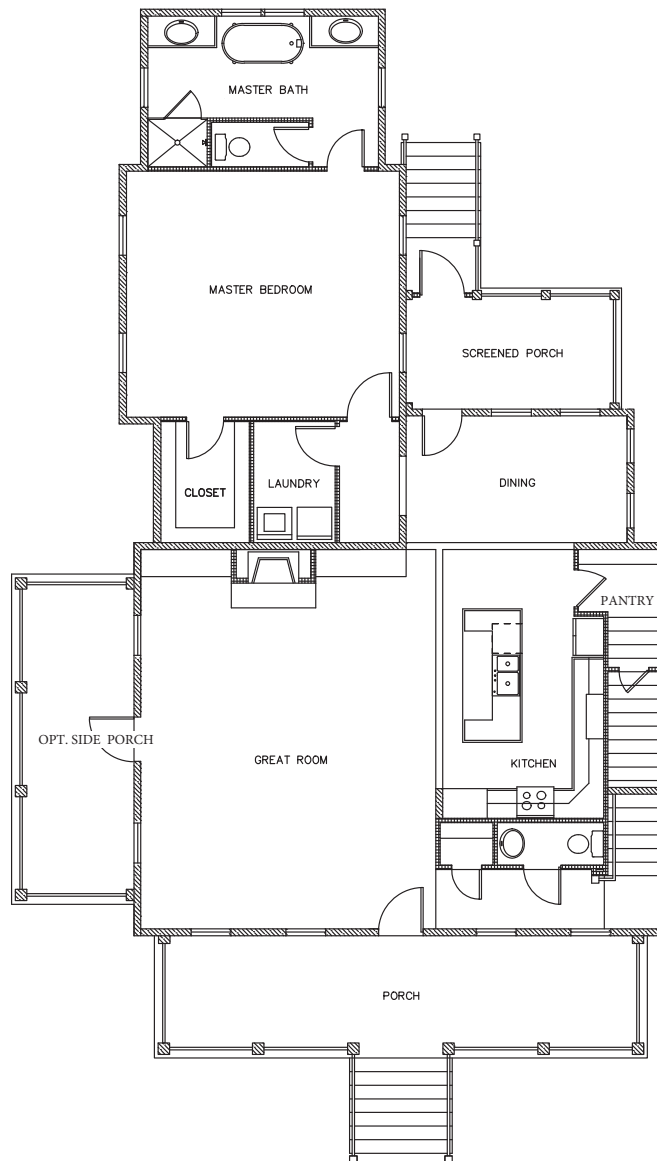 MASTER BATH
MASTER BEDROOM
SCREENED PORCH
CLOSET
LAUNDRY
DINING
PANTRY
OPT. SIDE PORCH
GREAT ROOM
KITCHEN
PORCH